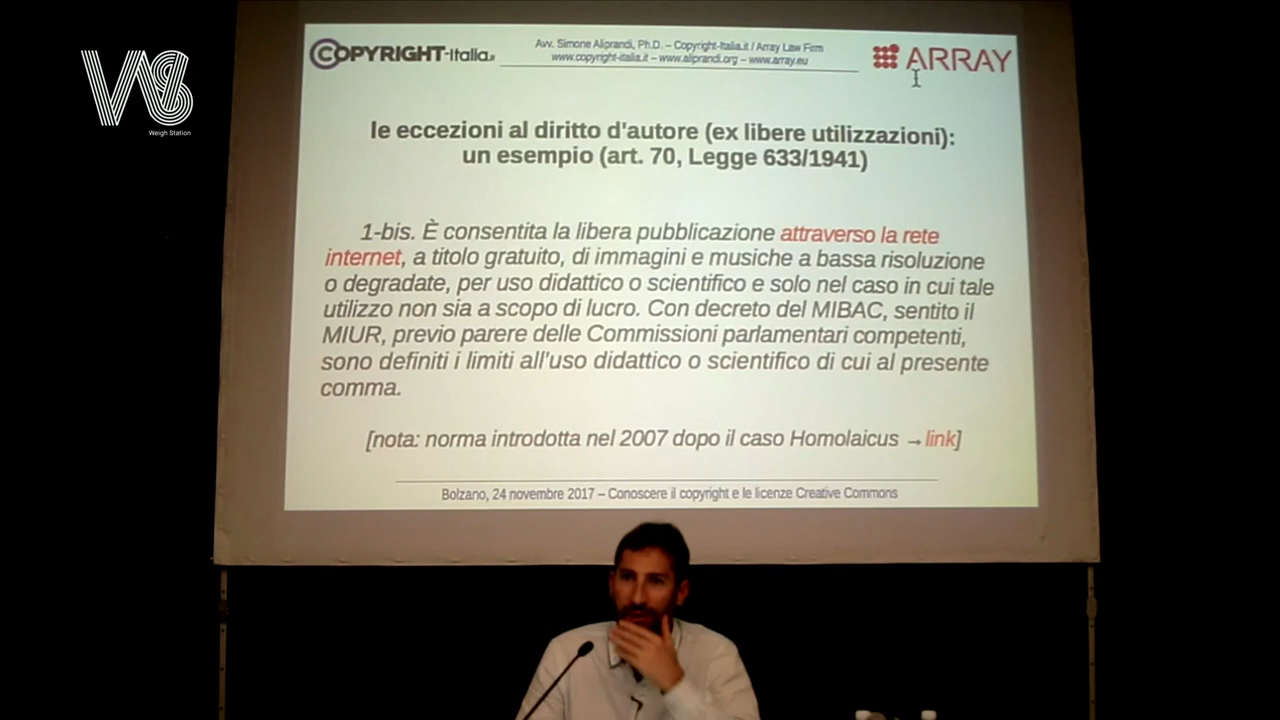 WS
Weigh Station
COPYRIGHT-Italia.it
Avv. Simone Aliprandi, Ph.D. – Copyright-Italia.it / Array Law Firm
www.copyright-italia.it – www.aliprandi.org – www.array.eu
ARRAY
le eccezioni al diritto d'autore (ex libere utilizzazioni):
un esempio (art. 70, Legge 633/1941)
1-bis. È consentita la libera pubblicazione attraverso la rete
internet, a titolo gratuito, di immagini e musiche a bassa risoluzione
o degradate, per uso didattico o scientifico e solo nel caso in cui tale
utilizzo non sia a scopo di lucro. Con decreto del MIBAC, sentito il
MIUR, previo parere delle Commissioni parlamentari competenti,
sono definiti i limiti all'uso didattico o scientifico di cui al presente
comma.
[nota: norma introdotta nel 2007 dopo il caso Homolaicus →link]
Bolzano, 24 novembre 2017 – Conoscere il copyright e le licenze Creative Commons